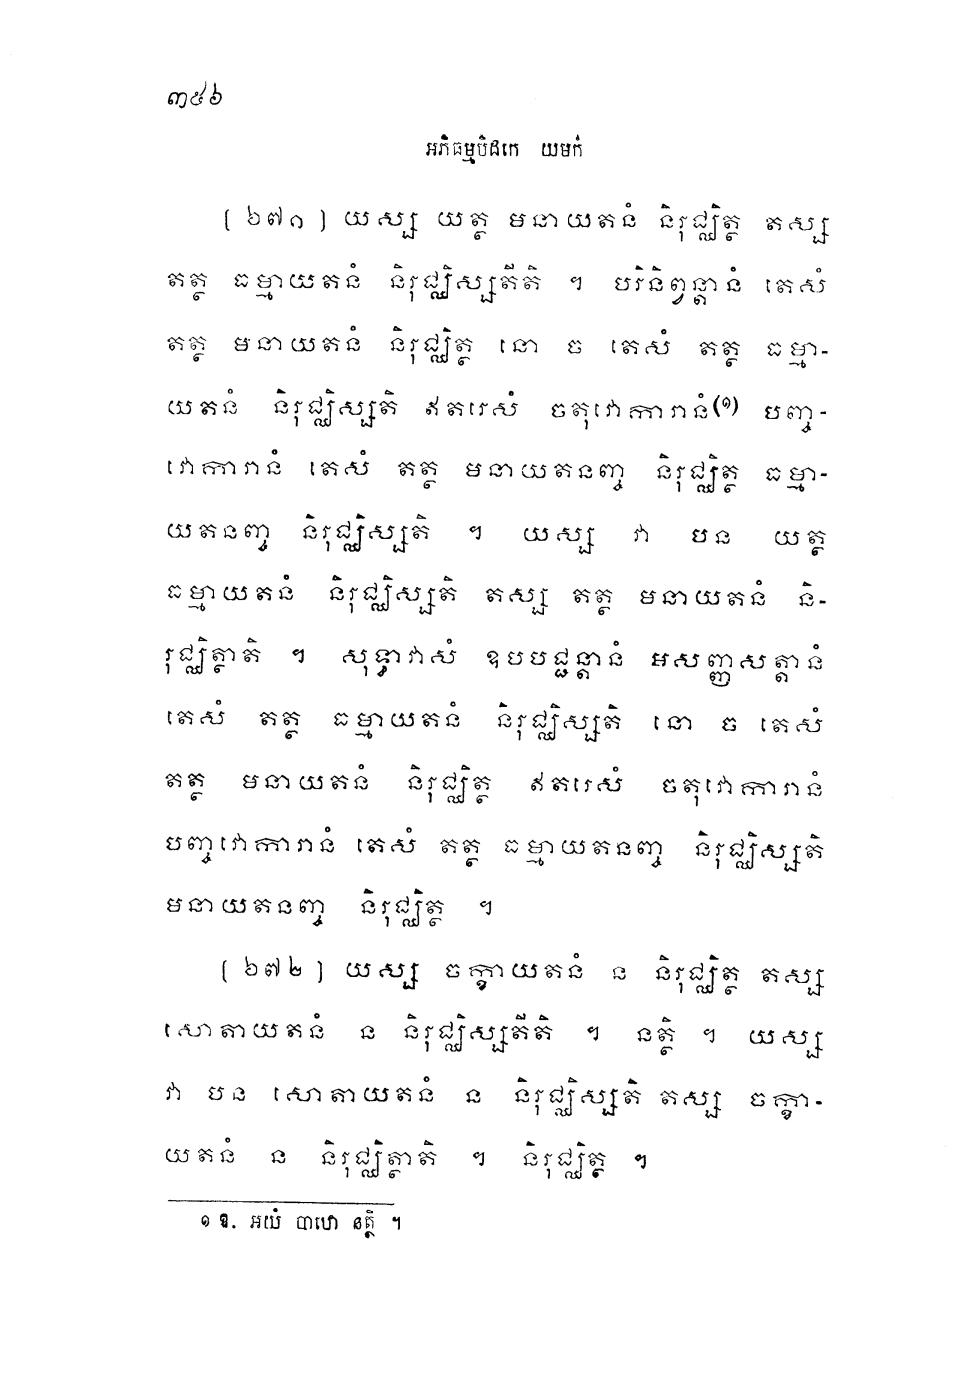 ៣៥៦
អភិធម្មបិដកេ យមកំ
[ ៦៧១ ] យស្ស យត្ថ មនាយតនំ និរុជ្ឈិត្ថ តស្ស
តត្ថ ធម្មាយតនំ និរុជ្ឈិស្សតីតិ ។ បរិនិព្វន្តានំ តេសំ
តត្ថ មនាយតនំ និរុជ្ឈិត្ថ នោ ច តេសំ តត្ថ ធម្មា-
យតនំ និរុជ្ឈិស្សតិ ឥតរេសំ ចតុវោការានំ(១) បញ្ច-
វោការានំ តេសំ តត្ថ មនាយតនញ្ច និរុជ្ឈិត្ថ ធម្មា-
យតនញ្ច និរុជ្ឈិស្សតិ ។ យស្ស វា បន យត្ថ
ធម្មាយតនំ និរុជ្ឈិស្សតិ តស្ស តត្ថ មនាយតនំ និ-
រុជ្ឈិត្ថាតិ ។ សុទ្ធាវាសំ ឧបបជ្ជន្តានំ អសញ្ញសត្តានំ
តេសំ តត្ថ ធម្មាយតនំ និរុជ្ឈិស្សតិ នោ ច តេសំ
តត្ថ មនាយតនំ និរុជ្ឈិត្ថ ឥតរេសំ ចតុវោការានំ
បញ្ចវោការានំ តេសំ តត្ថ ធម្មាយតនញ្ច និរុជ្ឈិស្សតិ
មនាយតនញ្ច និរុជ្ឈិត្ថ ។
[ ៦៧២ ] យស្ស ចក្ខាយតនំ ន និរុជ្ឈិត្ថ តស្ស
សោតាយតនំ ន និរុជ្ឈិស្សតីតិ ។ នត្ថិ ។ យស្ស
វា បន សោតាយតនំ ន និរុជ្ឈិស្សតិ តស្ស ចក្ខា-
យតនំ ន និរុជ្ឈិត្ថាតិ ។ និរុជ្ឈិត្ថ ។
១ ឱ. អយំ បាឋោ នត្ថិ ។